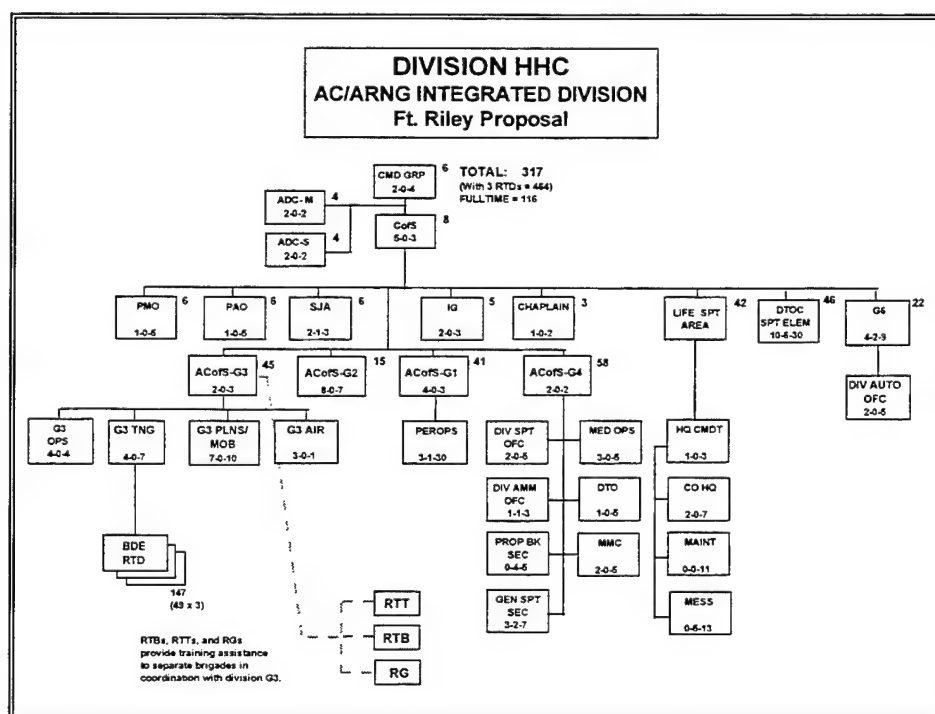 DIVISION HHC
AC/ARNG INTEGRATED DIVISION
Ft. Riley Proposal
CMD GRP
2-0-4
6
TOTAL: 317
(With 3 RTDs = 464)
FULLTIME = 116
ADC-M
2-0-2
4
CofS
5-0-3
8
ADC-S
2-0-2
4
PMO
1-0-5
6
PAO
1-0-5
6
SJA
2-1-3
6
IG
2-0-3
5
CHAPLAIN
1-0-2
3
LIFE SPT
AREA
42
DTOC
SPT ELEM
10-6-30
46
G6
4-2-9
22
ACofS-G3
2-0-3
45
ACofS-G2
8-0-7
15
ACofS-G1
4-0-3
41
ACofS-G4
2-0-2
58
DIV AUTO
OFC
2-0-5
G3
OPS
4-0-4
G3 TNG
4-0-7
G3 PLNS/
MOB
7-0-10
G3 AIR
3-0-1
PEROPS
3-1-30
DIV SPT
OFC
2-0-5
MED OPS
3-0-5
HQ CMDT
1-0-3
DIV AMM
OFC
1-1-3
DTO
1-0-5
CO HQ
2-0-7
PROP BK
SEC
0-4-5
MMC
2-0-5
MAINT
0-0-11
GEN SPT
SEC
3-2-7
MESS
0-5-13
BDE
RTD
147
(49 x 3)
RTT
RTB
RG
RTBs, RTTs, and RGs
provide training assistance
to separate brigades in
coordination with division G3.